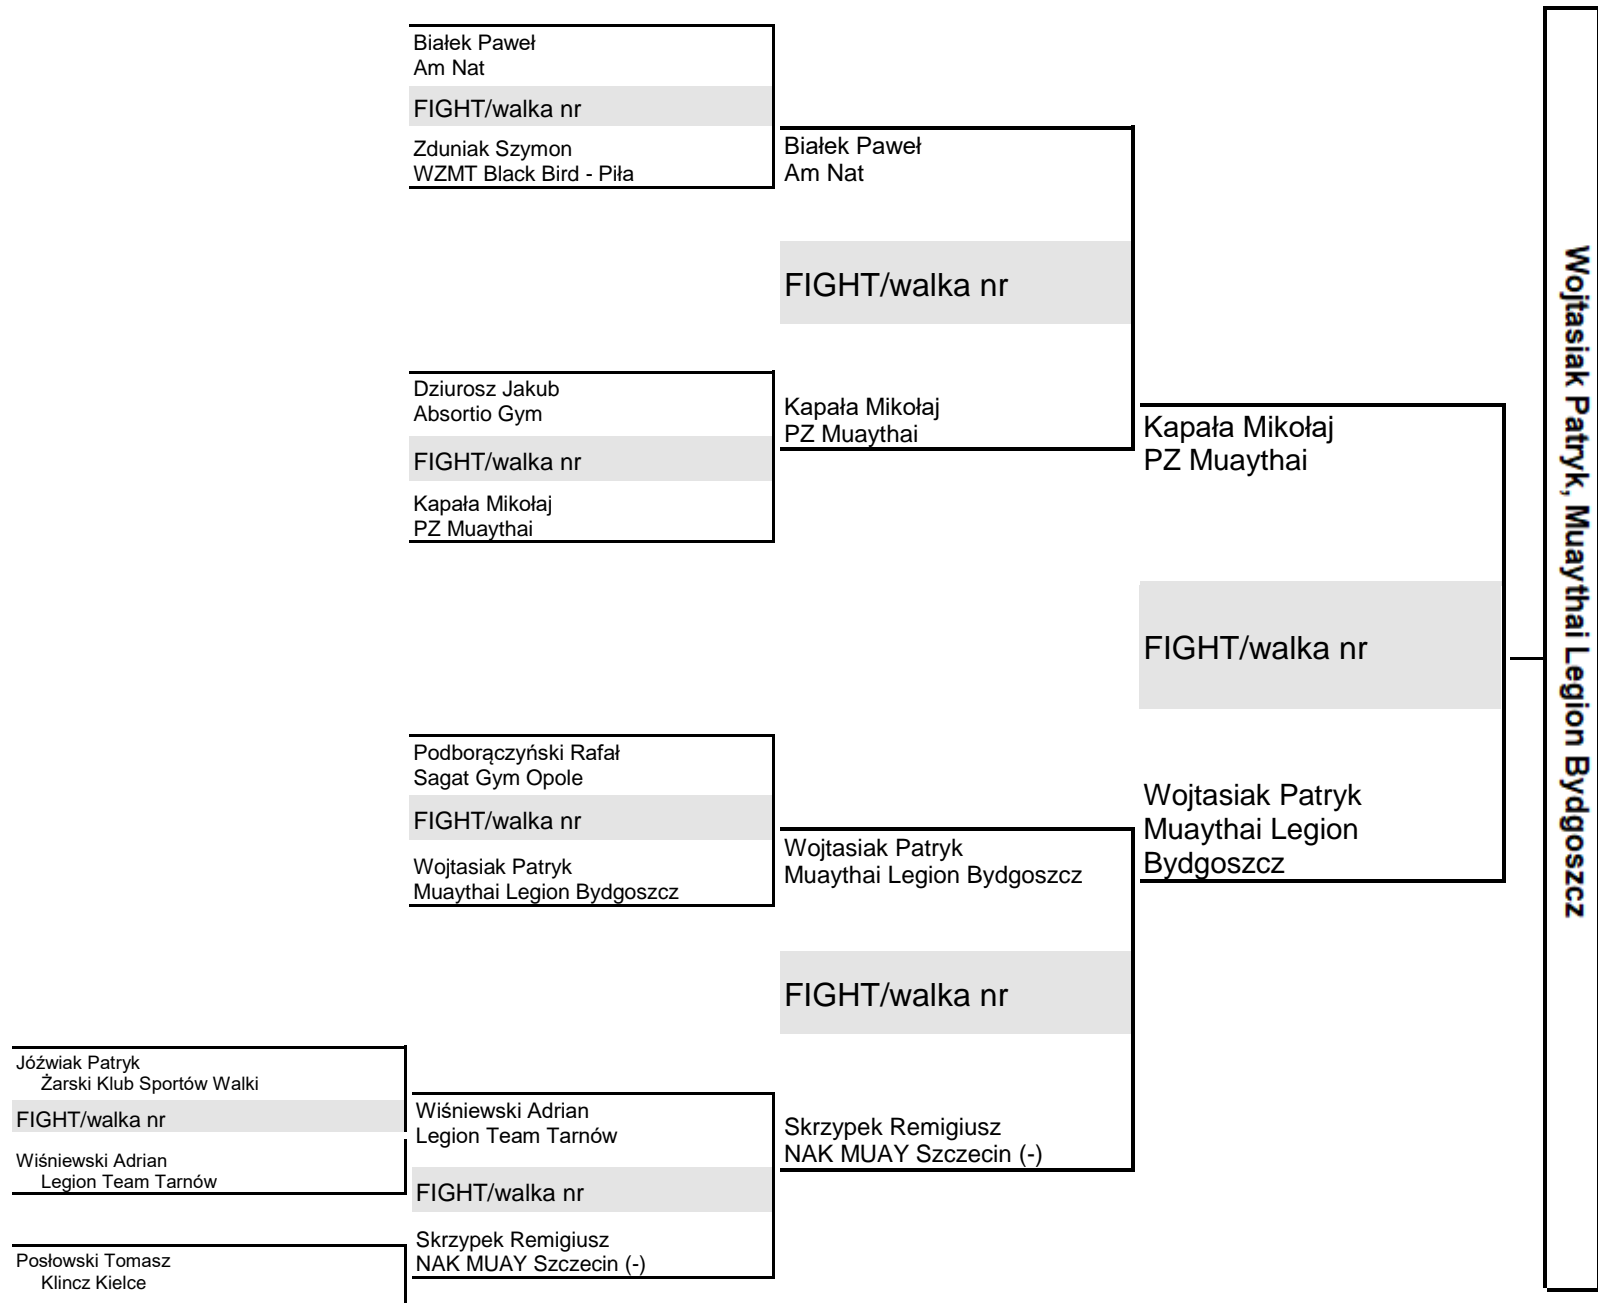 Białek Paweł
Am Nat
FIGHT/walka nr
Zduniak Szymon
WZMT Black Bird - Piła
Białek Paweł
Am Nat
FIGHT/walka nr
Dziurosz Jakub
Absortio Gym
FIGHT/walka nr
Kapała Mikołaj
PZ Muaythai
Kapała Mikołaj
PZ Muaythai
Kapała Mikołaj
PZ Muaythai
FIGHT/walka nr
Podborączyński Rafał
Sagat Gym Opole
FIGHT/walka nr
Wojtasiak Patryk
Muaythai Legion Bydgoszcz
Wojtasiak Patryk
Muaythai Legion Bydgoszcz
Wojtasiak Patryk
Muaythai Legion
Bydgoszcz
FIGHT/walka nr
Jóźwiak Patryk
Żarski Klub Sportów Walki
FIGHT/walka nr
Wiśniewski Adrian
Legion Team Tarnów
Wiśniewski Adrian
Legion Team Tarnów
FIGHT/walka nr
Skrzypek Remigiusz
NAK MUAY Szczecin (-)
Skrzypek Remigiusz
NAK MUAY Szczecin (-)
Posłowski Tomasz
Klincz Kielce
Wojtasiak Patryk, Muaythai Legion Bydgoszcz